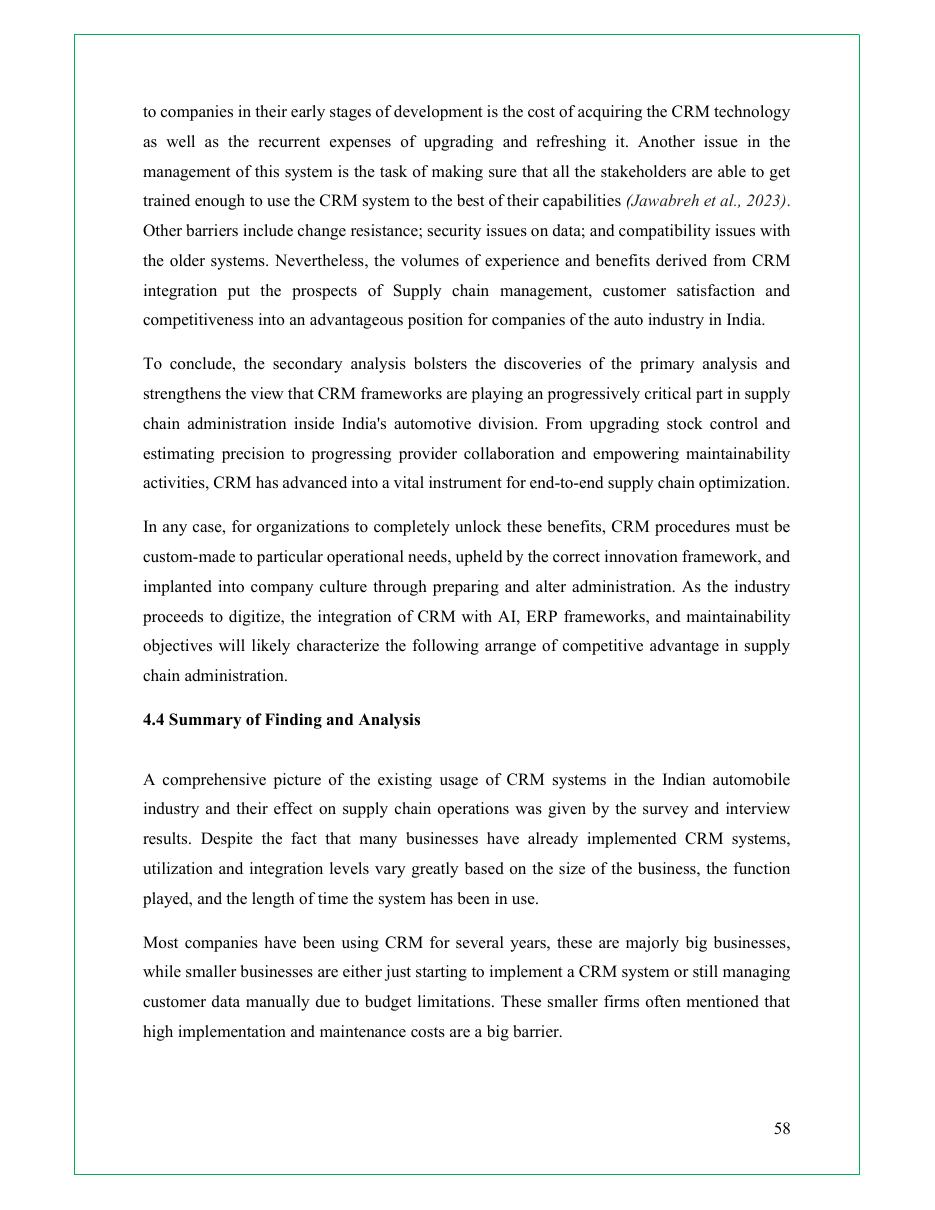 to companies in their early stages of development is the cost of acquiring the CRM technology
as well as the recurrent expenses of upgrading and refreshing it. Another issue in the
management of this system is the task of making sure that all the stakeholders are able to get
trained enough to use the CRM system to the best of their capabilities (Jawabreh et al., 2023).
Other barriers include change resistance; security issues on data; and compatibility issues with
the older systems. Nevertheless, the volumes of experience and benefits derived from CRM
integration put the prospects of Supply chain management, customer satisfaction and
competitiveness into an advantageous position for companies of the auto industry in India.
To conclude, the secondary analysis bolsters the discoveries of the primary analysis and
strengthens the view that CRM frameworks are playing an progressively critical part in supply
chain administration inside India's automotive division. From upgrading stock control and
estimating precision to progressing provider collaboration and empowering maintainability
activities, CRM has advanced into a vital instrument for end-to-end supply chain optimization.
In any case, for organizations to completely unlock these benefits, CRM procedures must be
custom-made to particular operational needs, upheld by the correct innovation framework, and
implanted into company culture through preparing and alter administration. As the industry
proceeds to digitize, the integration of CRM with AI, ERP frameworks, and maintainability
objectives will likely characterize the following arrange of competitive advantage in supply
chain administration.
4.4 Summary of Finding and Analysis
A comprehensive picture of the existing usage of CRM systems in the Indian automobile
industry and their effect on supply chain operations was given by the survey and interview
results. Despite the fact that many businesses have already implemented CRM systems,
utilization and integration levels vary greatly based on the size of the business, the function
played, and the length of time the system has been in use.
Most companies have been using CRM for several years, these are majorly big businesses,
while smaller businesses are either just starting to implement a CRM system or still managing
customer data manually due to budget limitations. These smaller firms often mentioned that
high implementation and maintenance costs are a big barrier.
58